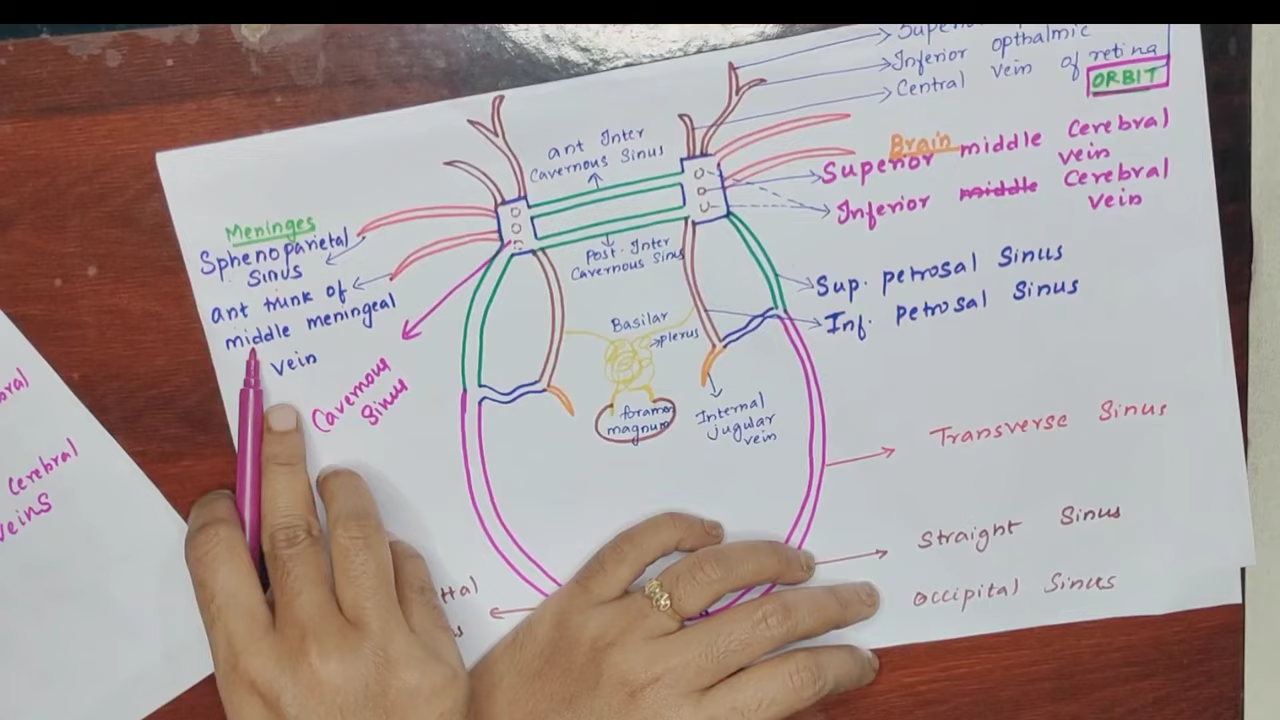 Inferior opthalmic
Central vein of retina
ORBIT
ant Inter
Cavernous Sinus
Brain
Superior middle Cerebral
vein
Inferior middle Cerebral
vein
Meninges
Sphenoparietal
Sinus
ant trunk of
middle meningeal
vein
Post. Inter
Cavernous Sinus
Sup. petrosal Sinus
Inf. petrosal Sinus
Basilar
plexus
Cavernous
Sinus
foramen
magnum
Internal
jugular
vein
Transverse Sinus
Straight Sinus
Occipital Sinus
cerebral
veins